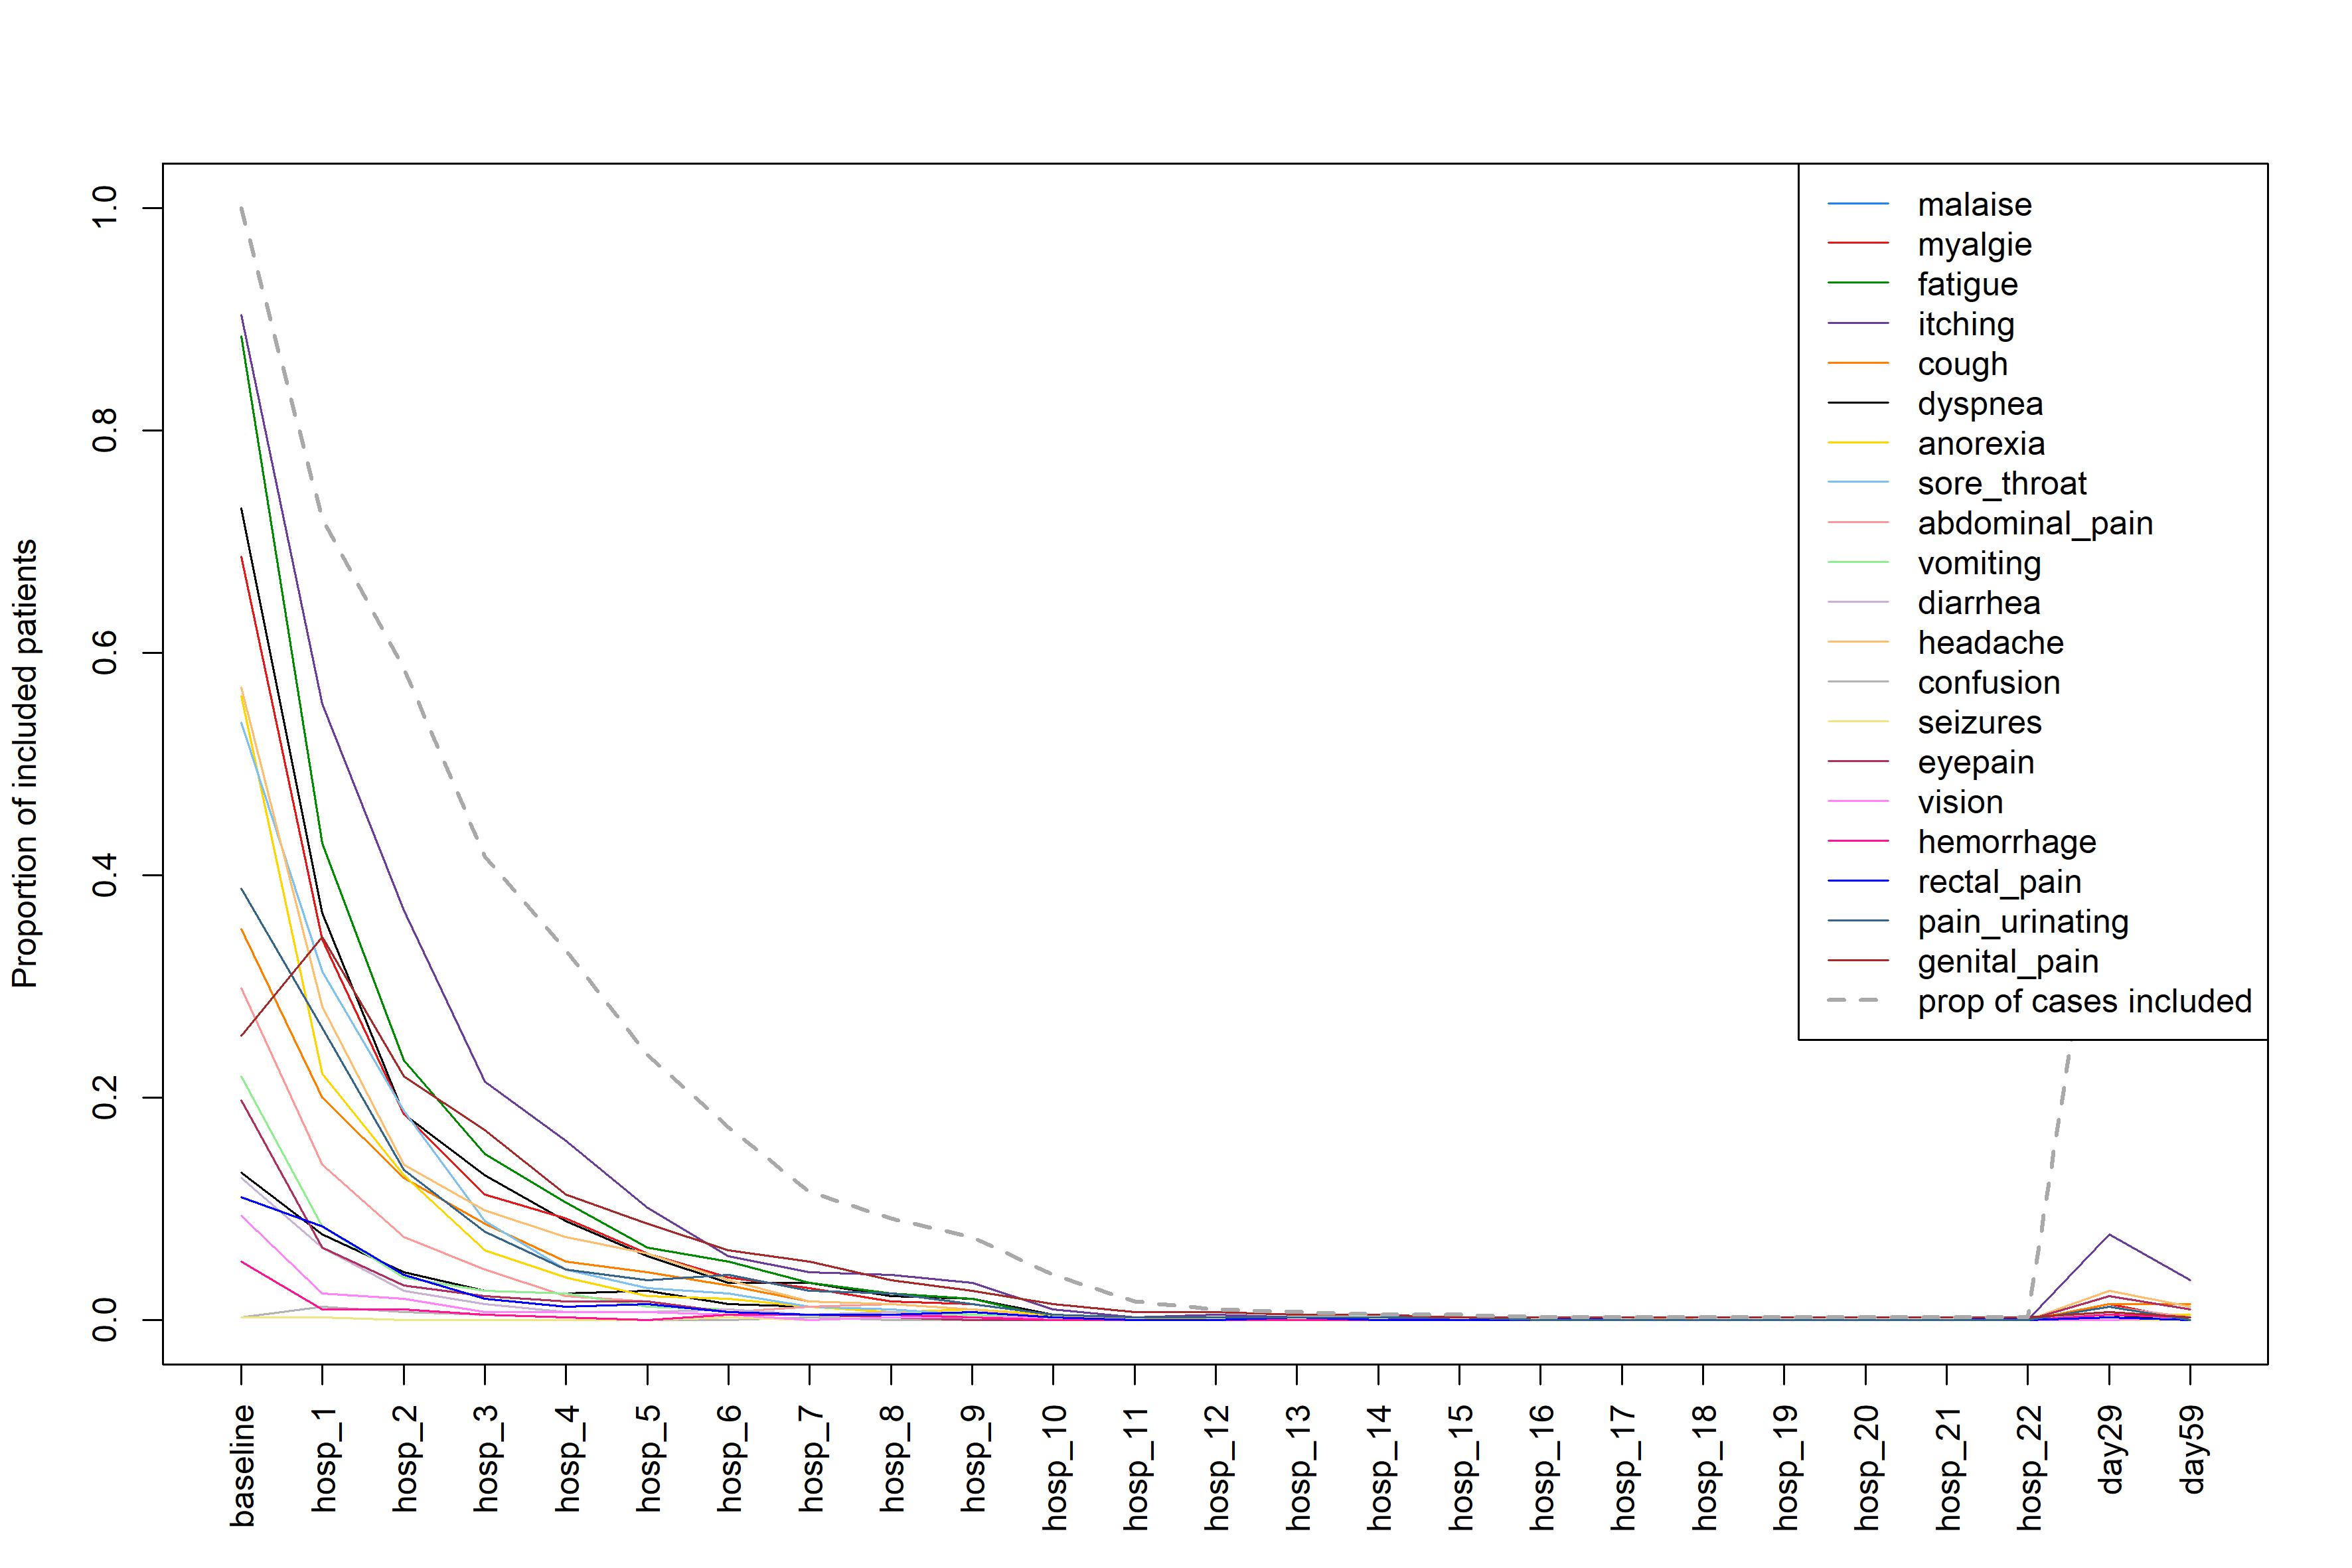 Proportion of included patients
1.0
0.8
0.6
0.4
0.2
0.0
malaise
myalgie
fatigue
itching
cough
dyspnea
anorexia
sore_throat
abdominal_pain
vomiting
diarrhea
headache
confusion
seizures
eyepain
vision
hemorrhage
rectal_pain
pain_urinating
genital_pain
prop of cases included
baseline
hosp_1
hosp_2
hosp_3
hosp_4
hosp_5
hosp_6
hosp_7
hosp_8
hosp_9
hosp_10
hosp_11
hosp_12
hosp_13
hosp_14
hosp_15
hosp_16
hosp_17
hosp_18
hosp_19
hosp_20
hosp_21
hosp_22
day29
day59